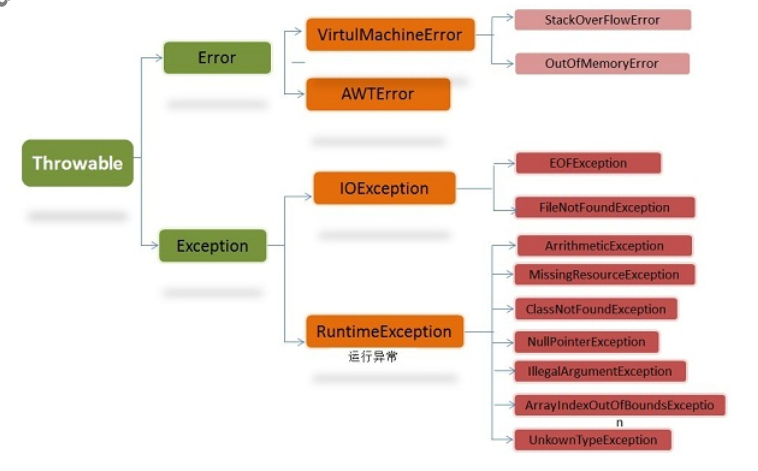 Throwable
Error
VirtulMachineError
StackOverFlowError
OutOfMemoryError
AWTError
Exception
IOException
EOFException
FileNotFoundException
RuntimeException
运行异常
ArrithmeticException
MissingResourceException
ClassNotFoundException
NullPointerException
IllegalArgumentException
ArrayIndexOutOfBoundsExceptio
n
UnkownTypeException